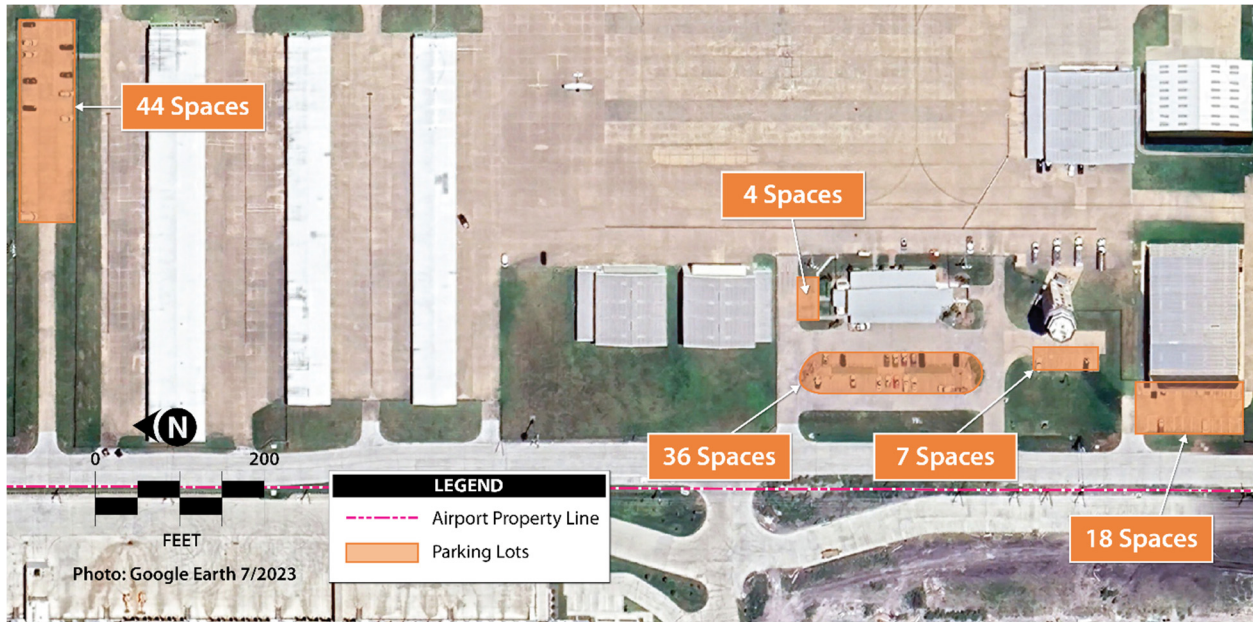 44 Spaces
4 Spaces
36 Spaces
7 Spaces
18 Spaces
N
0 200
FEET
Photo: Google Earth 7/2023
LEGEND
Airport Property Line
Parking Lots